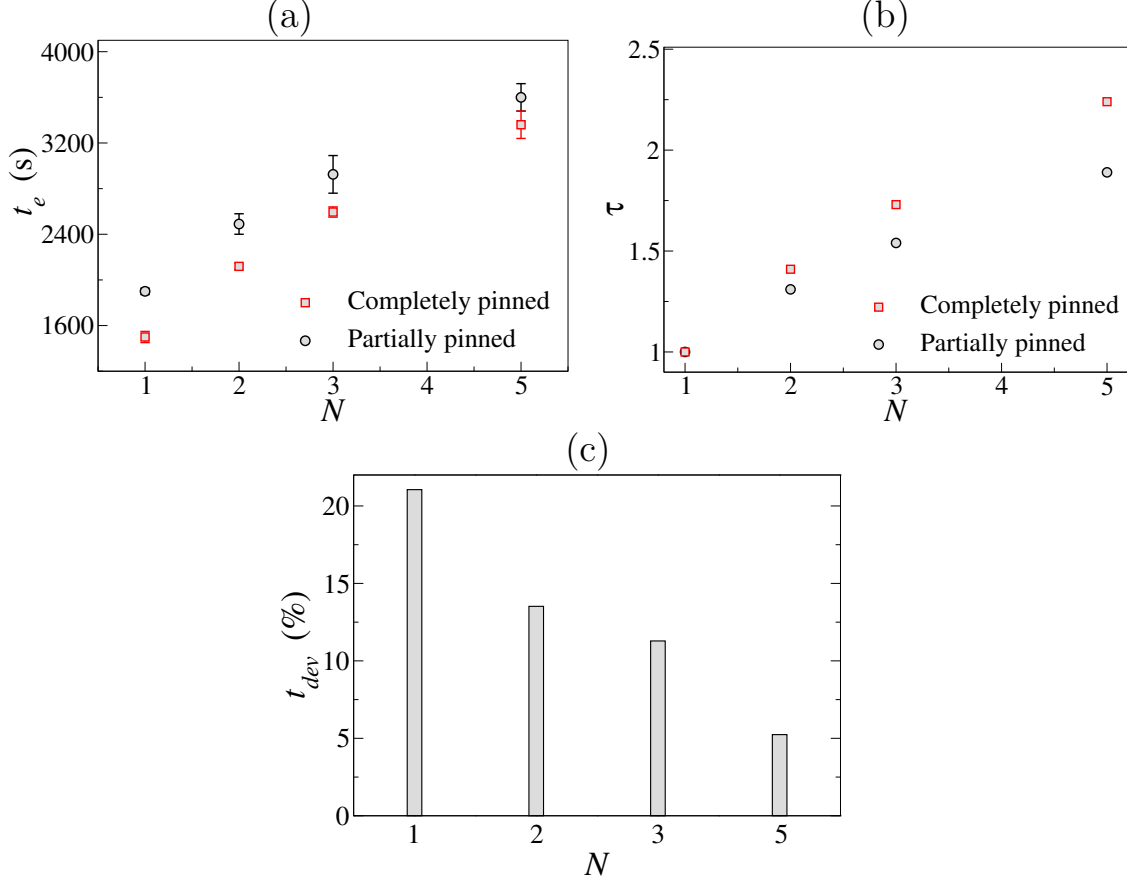 (a)
4000
3200
2400
1600
t_e (s)
Completely pinned
Partially pinned
1 2 3 4 5
N
(b)
2.5
2
1.5
1
τ
Completely pinned
Partially pinned
1 2 3 4 5
N
(c)
20
15
10
5
0
t_dev (%)
1 2 3 5
N